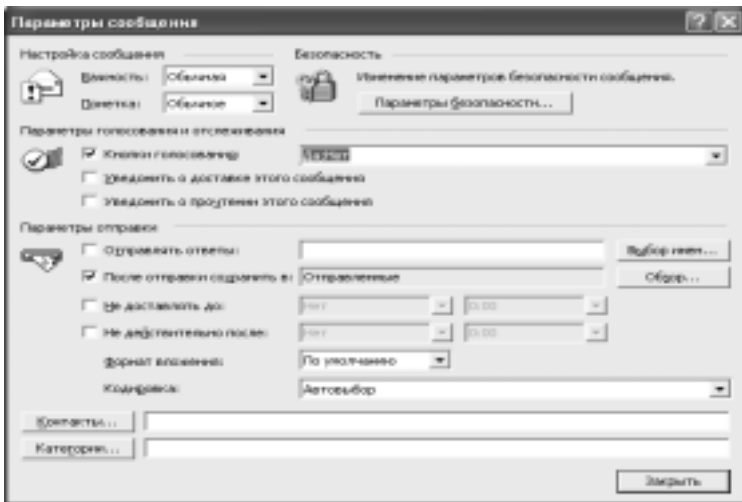 Параметры сообщения
Настройка сообщения
Безопасность
Важность:
Обычная
Изменение параметров безопасности сообщения.
Пометка:
Обычное
Параметры безопасности...
Параметры голосования и отслеживания
Кнопки голосования:
Да;Нет
Уведомить о доставке этого сообщения
Уведомить о прочтении этого сообщения
Параметры отправки
Отправлять ответы:
Выбор имен...
После отправки сохранить в:
Отправленные
Обзор...
Не доставлять до:
Нет
0:00
Не действительно после:
Нет
0:00
Формат вложения:
По умолчанию
Кодировка:
Автовыбор
Контакты...
Категории...
Закрыть